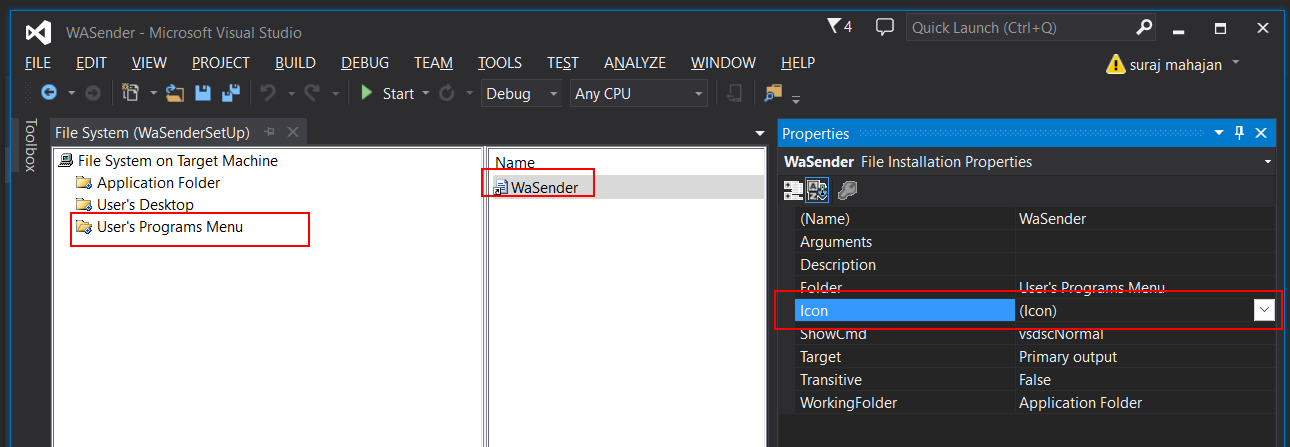 WASender - Microsoft Visual Studio
4
Quick Launch (Ctrl+Q)
FILE EDIT VIEW PROJECT BUILD DEBUG TEAM TOOLS TEST ANALYZE WINDOW HELP
suraj mahajan
Start Debug Any CPU
Toolbox
File System (WaSenderSetUp)
File System on Target Machine
Application Folder
User's Desktop
User's Programs Menu
Name
WaSender
Properties
WaSender File Installation Properties
(Name) WaSender
Arguments
Description
Folder User's Programs Menu
Icon (Icon)
ShowCmd vsdscNormal
Target Primary output
Transitive False
WorkingFolder Application Folder